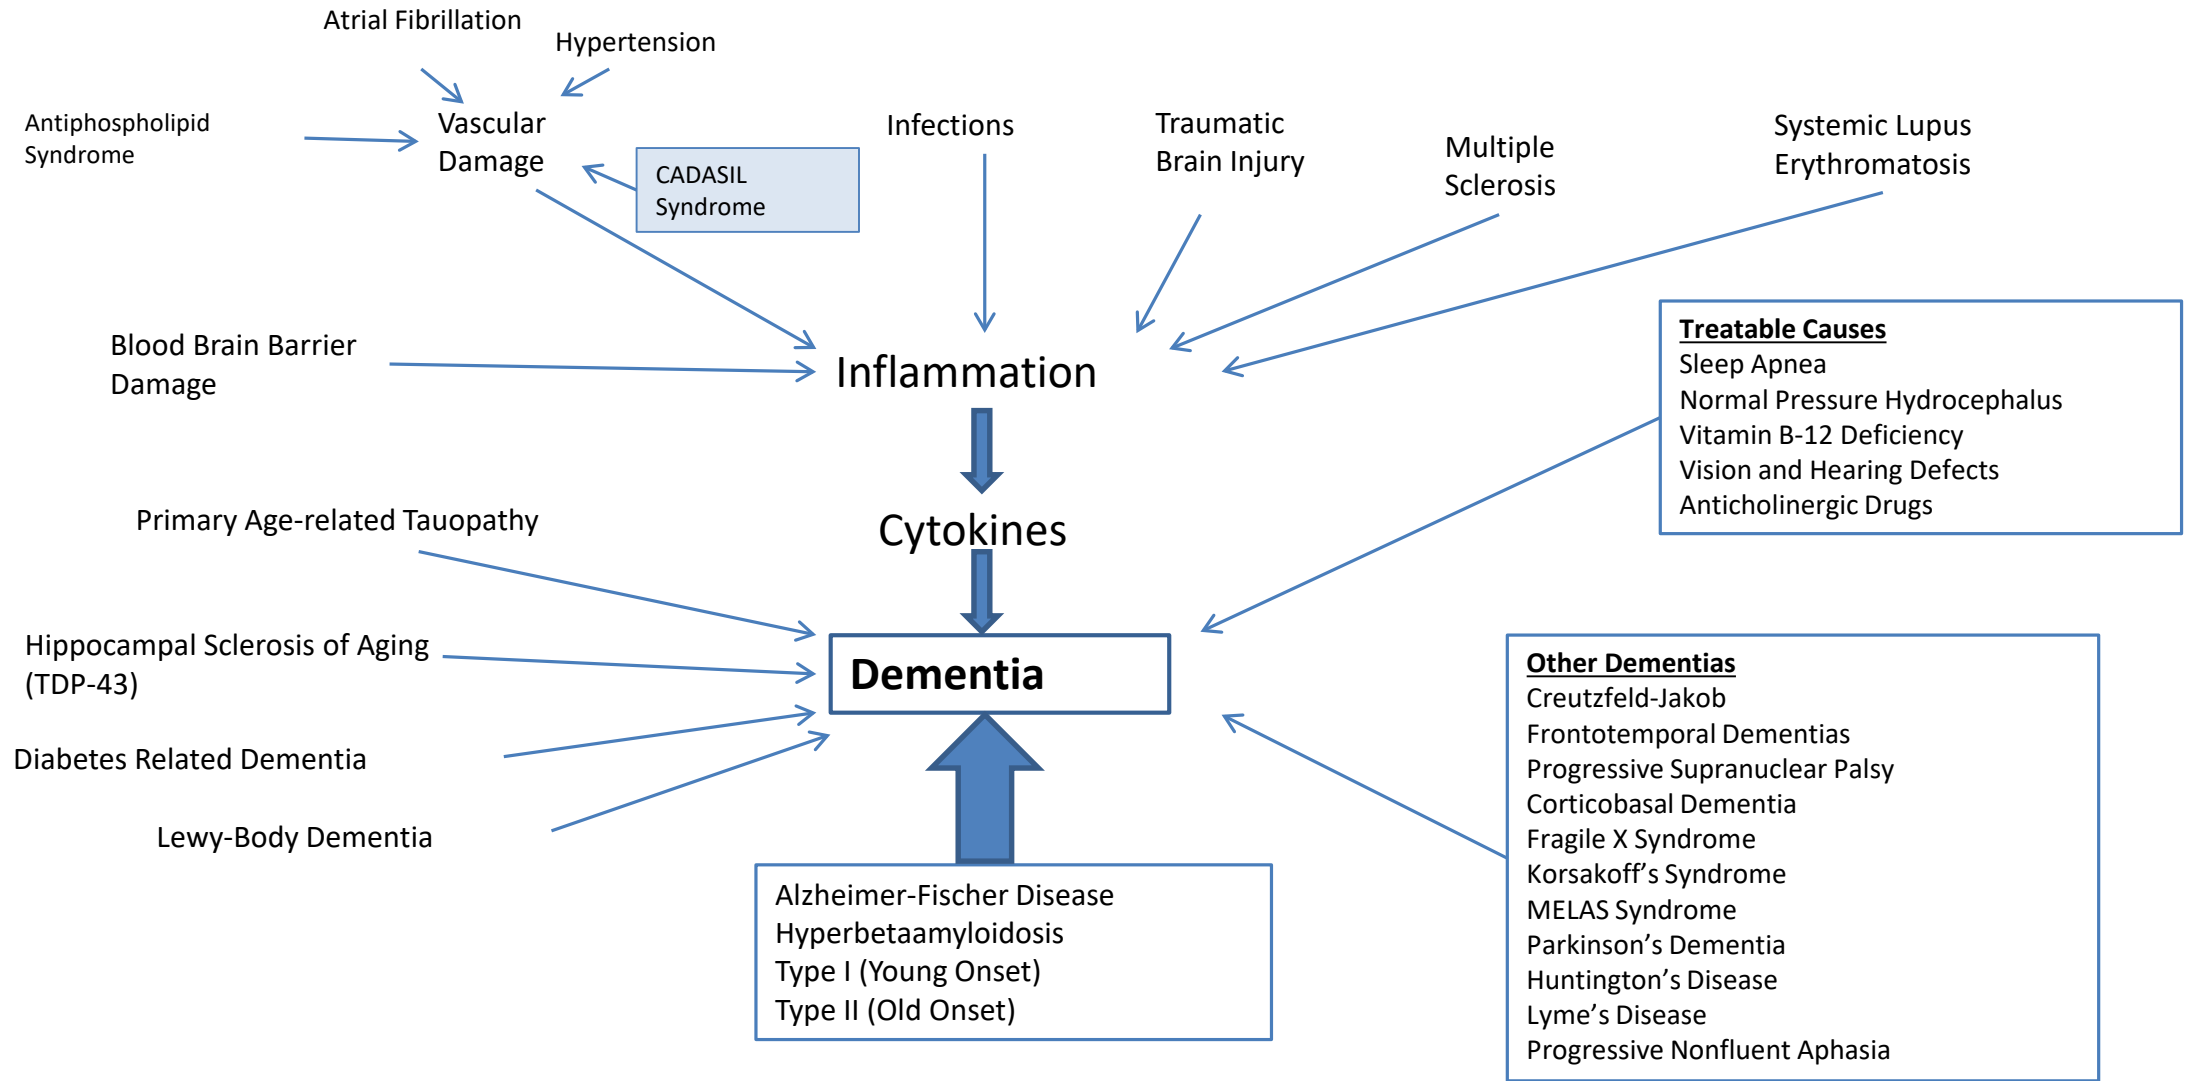 Atrial Fibrillation
Hypertension
Antiphospholipid
Syndrome
Vascular
Damage
CADASIL
Syndrome
Infections
Traumatic
Brain Injury
Multiple
Sclerosis
Systemic Lupus
Erythromatosis
Blood Brain Barrier
Damage
Inflammation
Treatable Causes
Sleep Apnea
Normal Pressure Hydrocephalus
Vitamin B-12 Deficiency
Vision and Hearing Defects
Anticholinergic Drugs
Primary Age-related Tauopathy
Cytokines
Hippocampal Sclerosis of Aging
(TDP-43)
Dementia
Diabetes Related Dementia
Lewy-Body Dementia
Other Dementias
Creutzfeld-Jakob
Frontotemporal Dementias
Progressive Supranuclear Palsy
Corticobasal Dementia
Fragile X Syndrome
Korsakoff’s Syndrome
MELAS Syndrome
Parkinson’s Dementia
Huntington’s Disease
Lyme’s Disease
Progressive Nonfluent Aphasia
Alzheimer-Fischer Disease
Hyperbetaamyloidosis
Type I (Young Onset)
Type II (Old Onset)